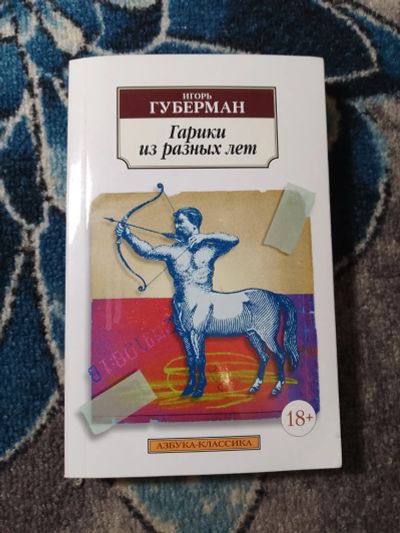 ИГОРЬ
ГУБЕРМАН
Гарики
из разных лет
18+
АЗБУКА-КЛАССИКА